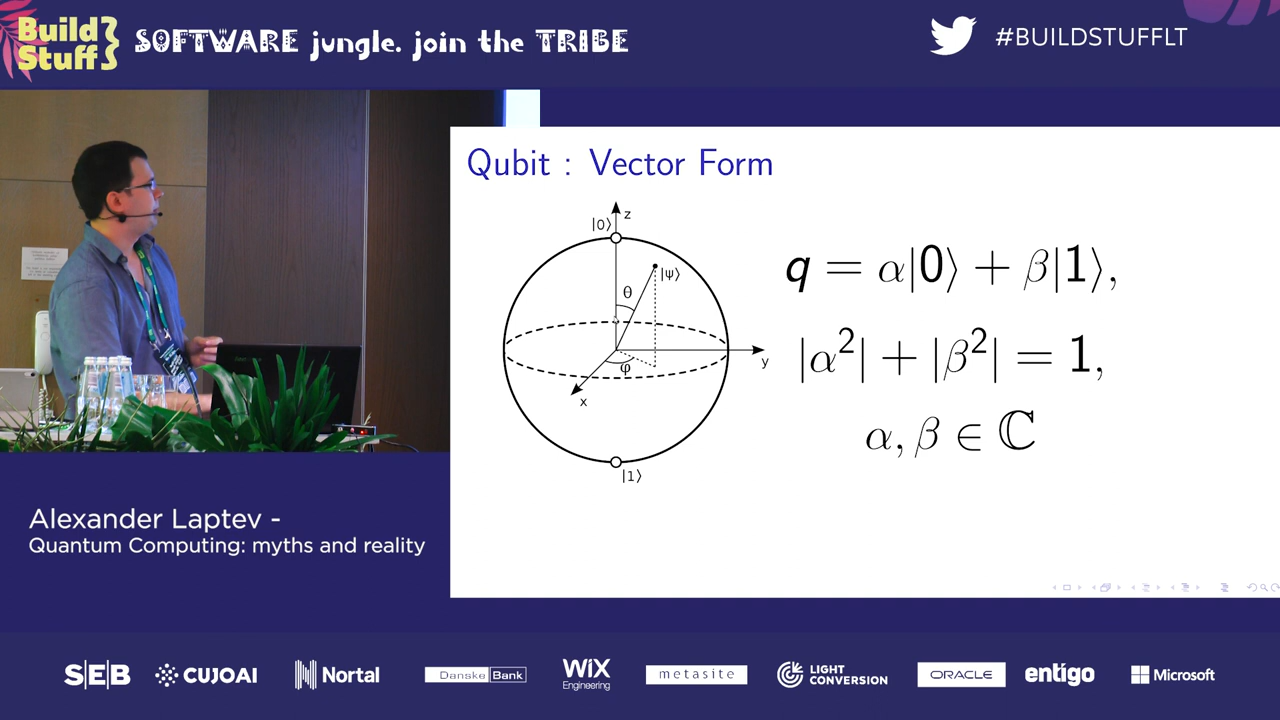 Build Stuff} SOFTWARE jungle. join the TRIBE
#BUILDSTUFFLT
Qubit : Vector Form
z
|0⟩
|ψ⟩
θ
y
φ
x
|1⟩
q = α|0⟩ + β|1⟩,
|α²| + |β²| = 1,
α, β ∈ ℂ
Alexander Laptev -
Quantum Computing: myths and reality
S|E|B CUJOAI Nortal Danske Bank WiX Engineering metasite LIGHT CONVERSION ORACLE entigo Microsoft